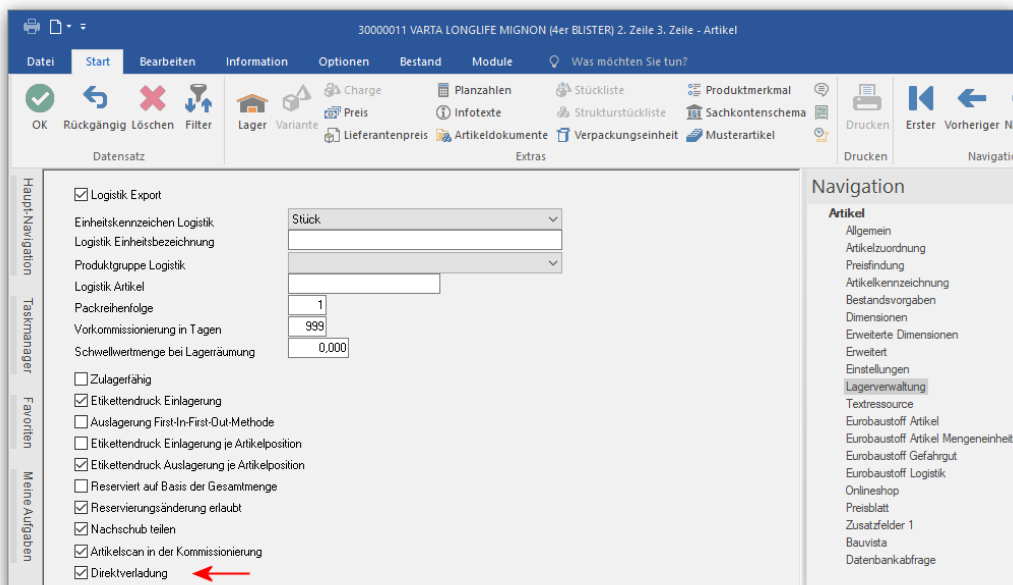 30000011 VARTA LONGLIFE MIGNON (4er BLISTER) 2. Zeile 3. Zeile - Artikel
Datei Start Bearbeiten Information Optionen Bestand Module Was möchten Sie tun?
OK Rückgängig Löschen Filter
Datensatz
Lager Variante
Charge
Preis
Lieferantenpreis
Planzahlen
Infotexte
Artikeldokumente
Stückliste
Strukturstückliste
Verpackungseinheit
Produktmerkmal
Sachkontenschema
Musterartikel
Extras
Drucken
Drucken
Erster Vorheriger N
Navigatio
Haupt-Navigation
Taskmanager
Favoriten
Meine Aufgaben
Logistik Export
Einheitskennzeichen Logistik Stück
Logistik Einheitsbezeichnung
Produktgruppe Logistik
Logistik Artikel
Packreihenfolge 1
Vorkommissionierung in Tagen 999
Schwellwertmenge bei Lagerräumung 0,000
Zulagerfähig
Etikettendruck Einlagerung
Auslagerung First-In-First-Out-Methode
Etikettendruck Einlagerung je Artikelposition
Etikettendruck Auslagerung je Artikelposition
Reserviert auf Basis der Gesamtmenge
Reservierungsänderung erlaubt
Nachschub teilen
Artikelscan in der Kommissionierung
Direktverladung
Navigation
Artikel
Allgemein
Artikelzuordnung
Preisfindung
Artikelkennzeichnung
Bestandsvorgaben
Dimensionen
Erweiterte Dimensionen
Erweitert
Einstellungen
Lagerverwaltung
Textressource
Eurobaustoff Artikel
Eurobaustoff Artikel Mengeneinheit
Eurobaustoff Gefahrgut
Eurobaustoff Logistik
Onlineshop
Preisblatt
Zusatzfelder 1
Bauvista
Datenbankabfrage